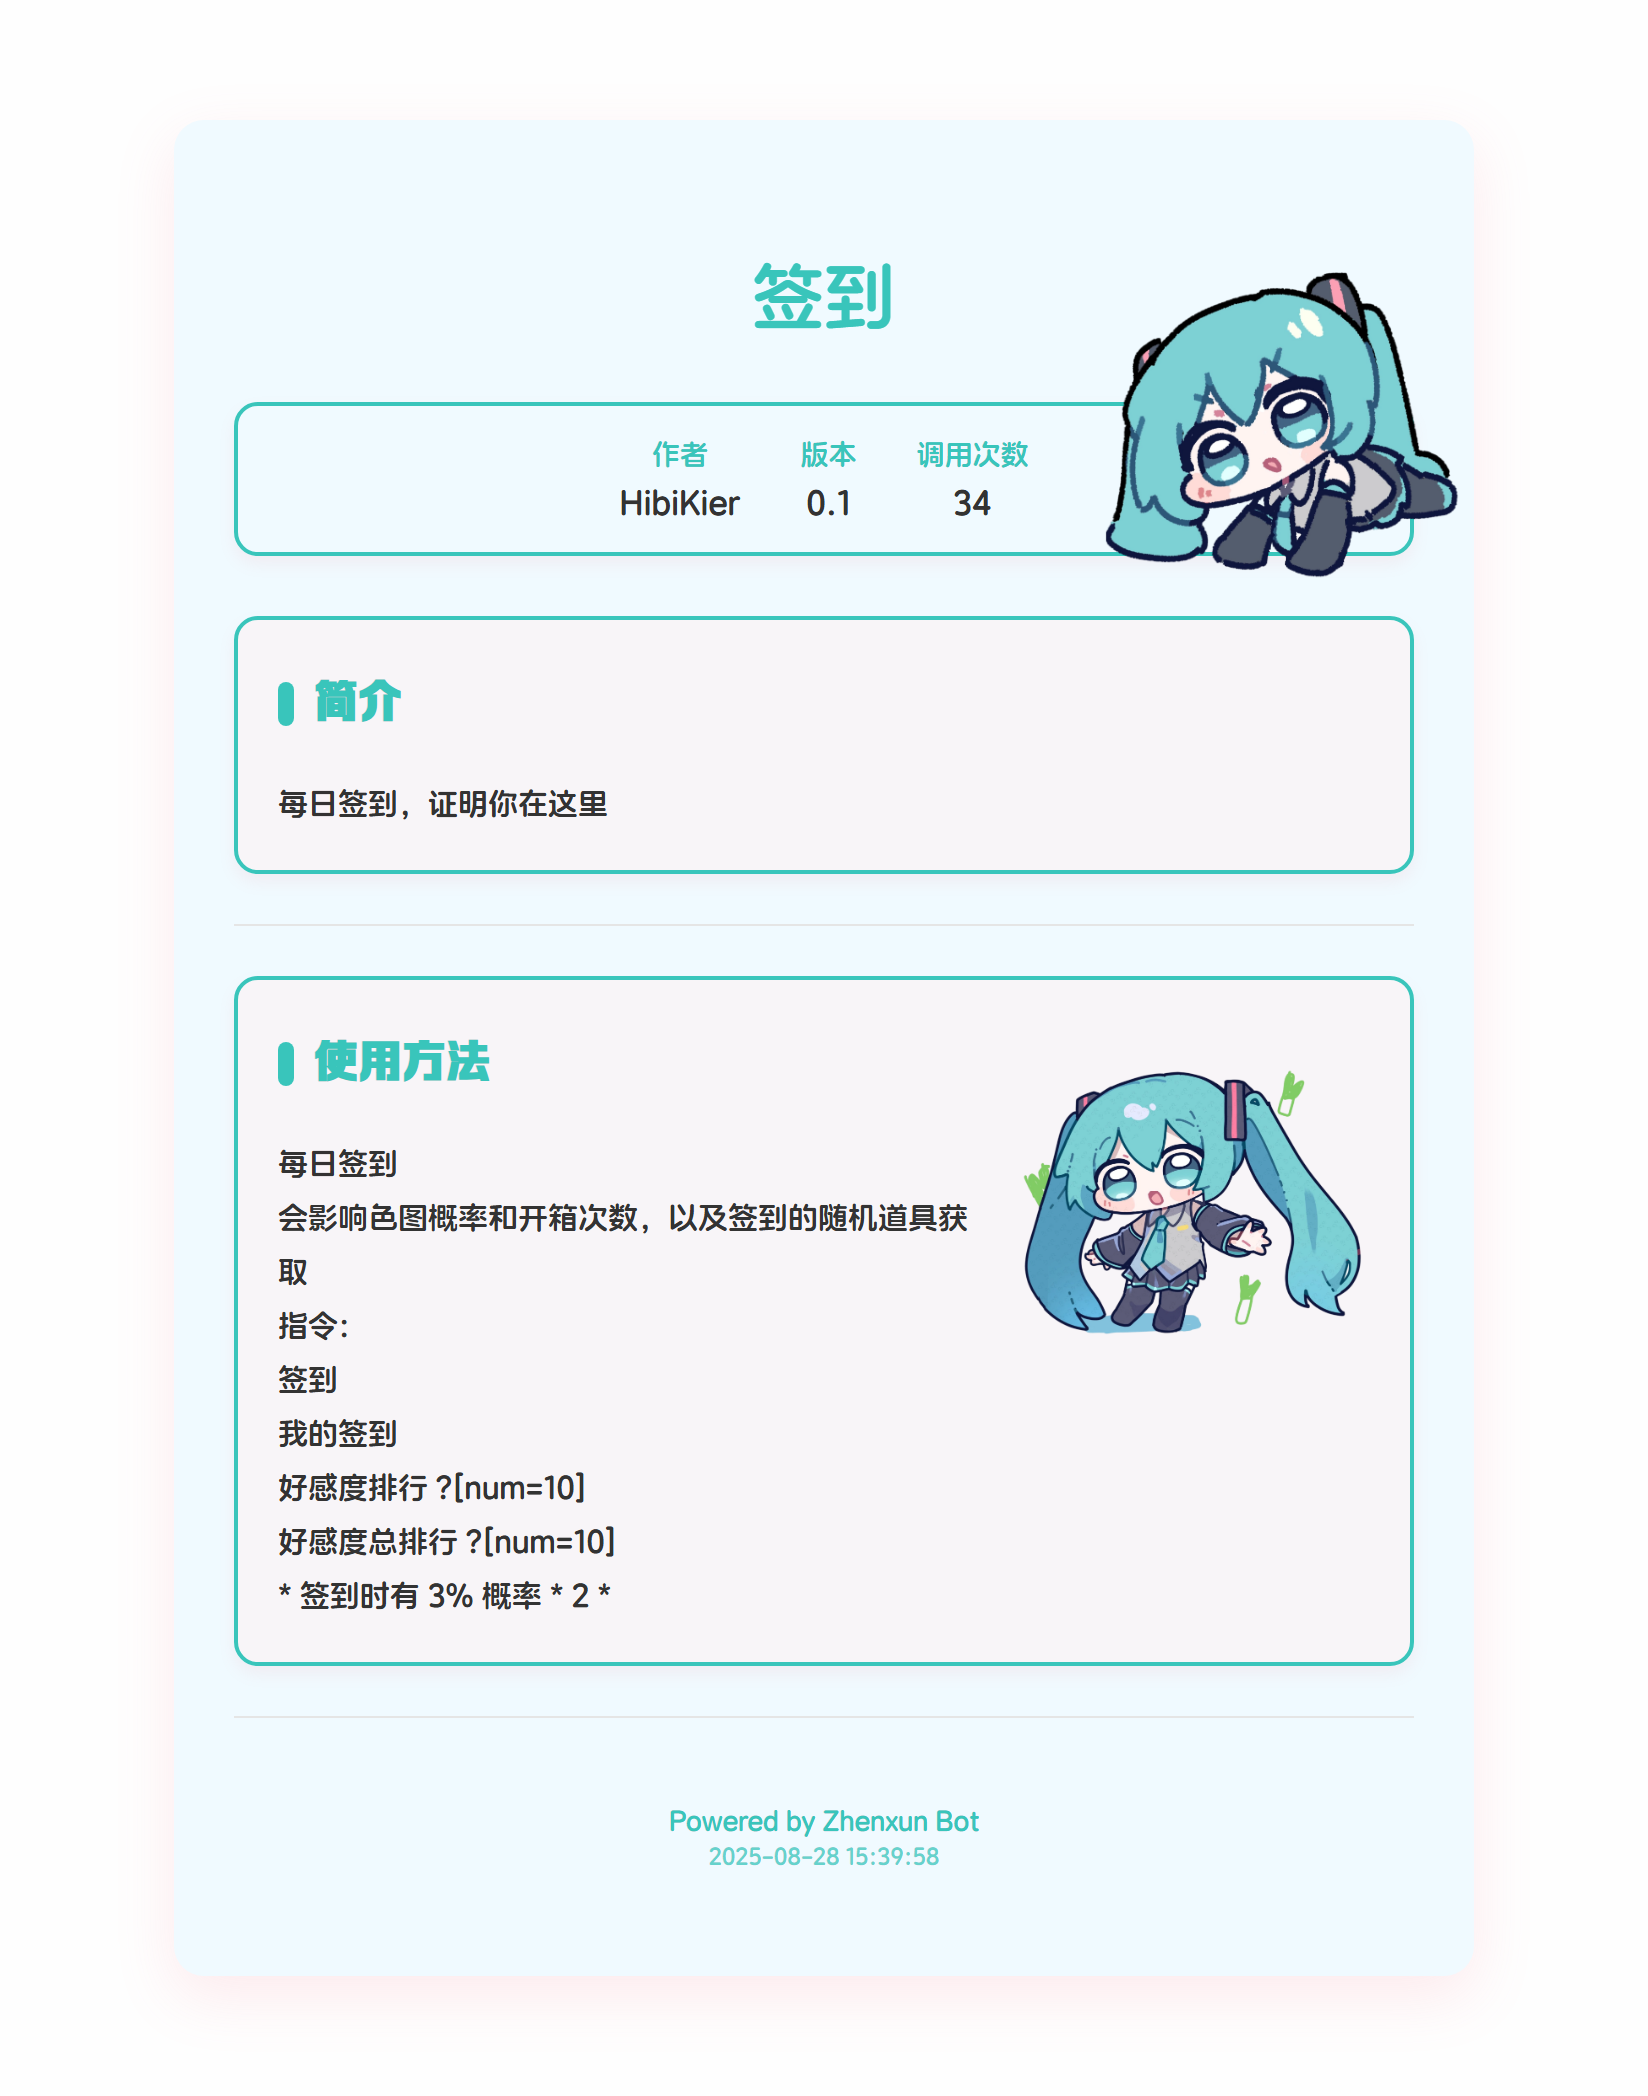 签到
作者 版本 调用次数
HibiKier 0.1 34
简介
每日签到，证明你在这里
使用方法
每日签到
会影响色图概率和开箱次数，以及签到的随机道具获
取
指令：
签到
我的签到
好感度排行 ?[num=10]
好感度总排行 ?[num=10]
* 签到时有 3% 概率 * 2 *
Powered by Zhenxun Bot
2025-08-28 15:39:58